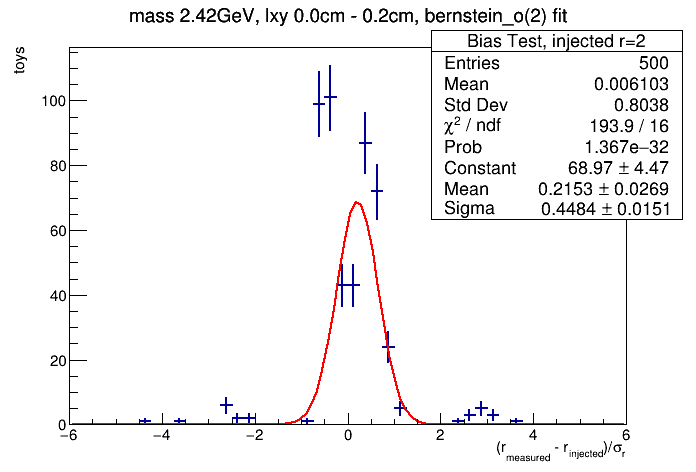 mass 2.42GeV, lxy 0.0cm - 0.2cm, bernstein_o(2) fit
toys
Bias Test, injected r=2
Entries 500
Mean 0.006103
Std Dev 0.8038
χ² / ndf 193.9 / 16
Prob 1.367e−32
Constant 68.97 ± 4.47
Mean 0.2153 ± 0.0269
Sigma 0.4484 ± 0.0151
100
80
60
40
20
0
−6 −4 −2 0 2 4 6
(r_measured - r_injected)/σ_r